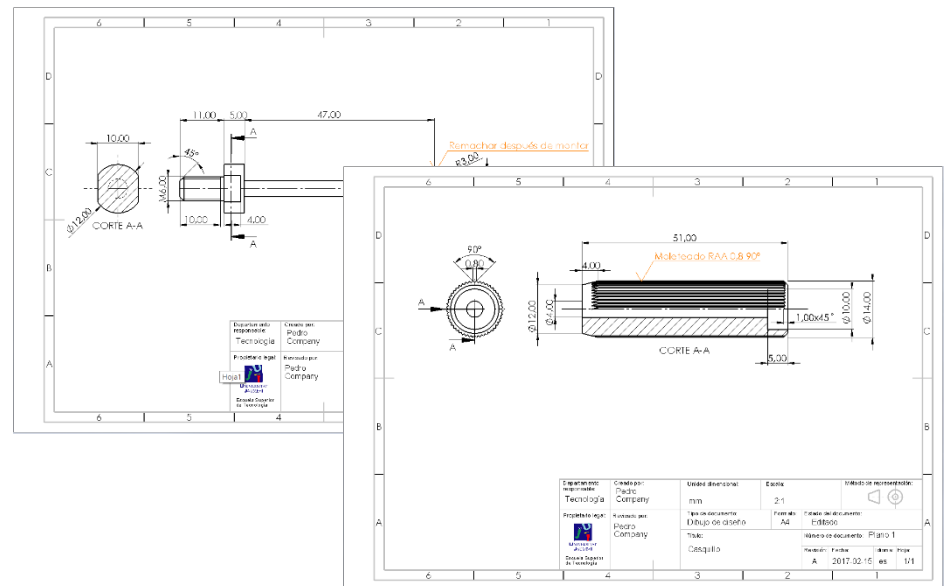 6 5 4 3 2 1
D
D
11,00 5,00 47,00
10,00
A
Remachar después de montar
45°
R3,00
C
C
M6,00
Ø12,00
10,00 4,00
CORTE A-A
A
B
A
Departamento responsable:
Tecnología
Creado por:
Pedro
Company
Propietario legal:
Revisado por:
Pedro
Company
Hoja1
Escuela Superior
de Tecnología
6 5 4
6 5 4 3 2 1
D
D
51,00
90°
Moleteado RAA 0,8 90°
0,80
4,00
A
Ø12,00
Ø4,00
1,00x45°
Ø10,00
Ø14,00
C
C
A
CORTE A-A
5,00
B
B
A
A
Departamento
responsable:
Tecnología
Creado por:
Pedro
Company
Unidad dimensional:
mm
Escala:
2:1
Método de representación:
Propietario legal:
Revisado por:
Pedro
Company
Tipo de documento:
Dibujo de diseño
Formato
A4
Estado del documento:
Editado
Título:
Casquillo
Número de documento: Plano 1
Revisión: Fecha: Idioma Hoja:
A 2017-02-15 es 1/1
Escuela Superior
de Tecnología
6 5 4 3 2 1